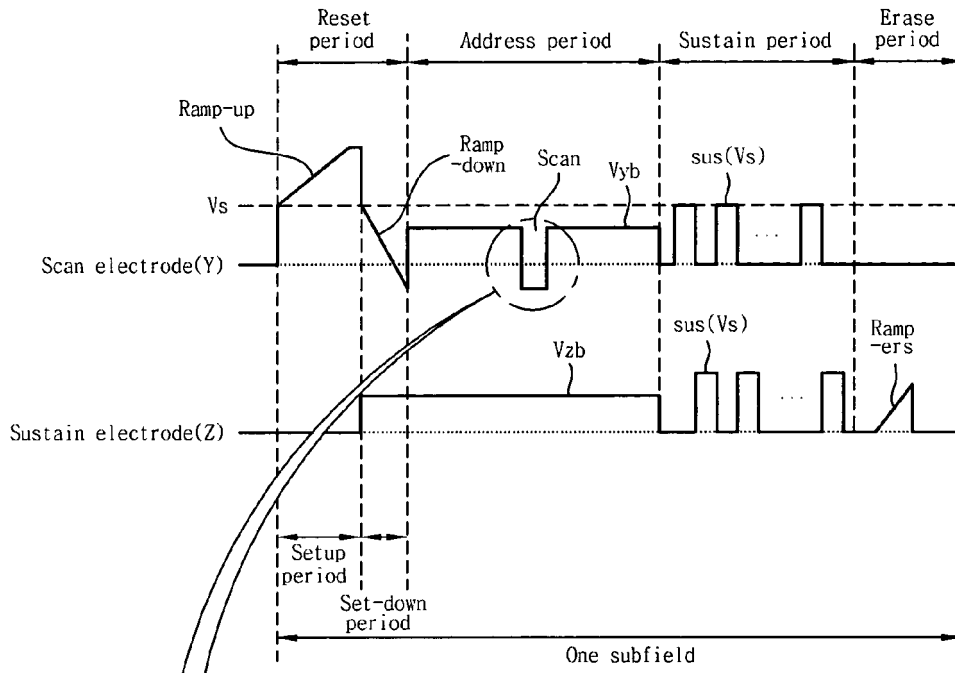 Reset
period
Address period
Sustain period
Erase
period
Ramp-up
Ramp
-down
Scan
Vyb
sus(Vs)
Vs
...
Scan electrode(Y)
Vzb
sus(Vs)
Ramp
-ers
...
Sustain electrode(Z)
Setup
period
Set-down
period
One subfield